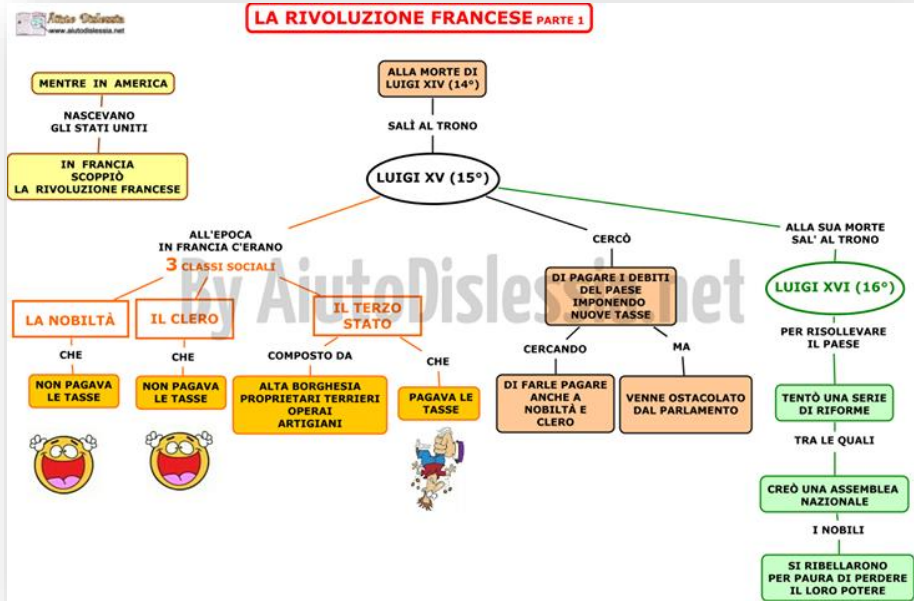 Aiuto Dislessia
www.aiutodislessia.net
LA RIVOLUZIONE FRANCESE PARTE 1
MENTRE IN AMERICA
NASCEVANO
GLI STATI UNITI
IN FRANCIA
SCOPPIÒ
LA RIVOLUZIONE FRANCESE
ALLA MORTE DI
LUIGI XIV (14°)
SALÌ AL TRONO
LUIGI XV (15°)
ALL'EPOCA
IN FRANCIA C'ERANO
3 CLASSI SOCIALI
LA NOBILTÀ
CHE
NON PAGAVA
LE TASSE
IL CLERO
CHE
NON PAGAVA
LE TASSE
IL TERZO
STATO
COMPOSTO DA
ALTA BORGHESIA
PROPRIETARI TERRIERI
OPERAI
ARTIGIANI
CHE
PAGAVA LE
TASSE
CERCÒ
DI PAGARE I DEBITI
DEL PAESE
IMPONENDO
NUOVE TASSE
CERCANDO
DI FARLE PAGARE
ANCHE A
NOBILTÀ E
CLERO
MA
VENNE OSTACOLATO
DAL PARLAMENTO
ALLA SUA MORTE
SAL' AL TRONO
LUIGI XVI (16°)
PER RISOLLEVARE
IL PAESE
TENTÒ UNA SERIE
DI RIFORME
TRA LE QUALI
CREÒ UNA ASSEMBLEA
NAZIONALE
I NOBILI
SI RIBELLARONO
PER PAURA DI PERDERE
IL LORO POTERE
By AiutoDislessia.net